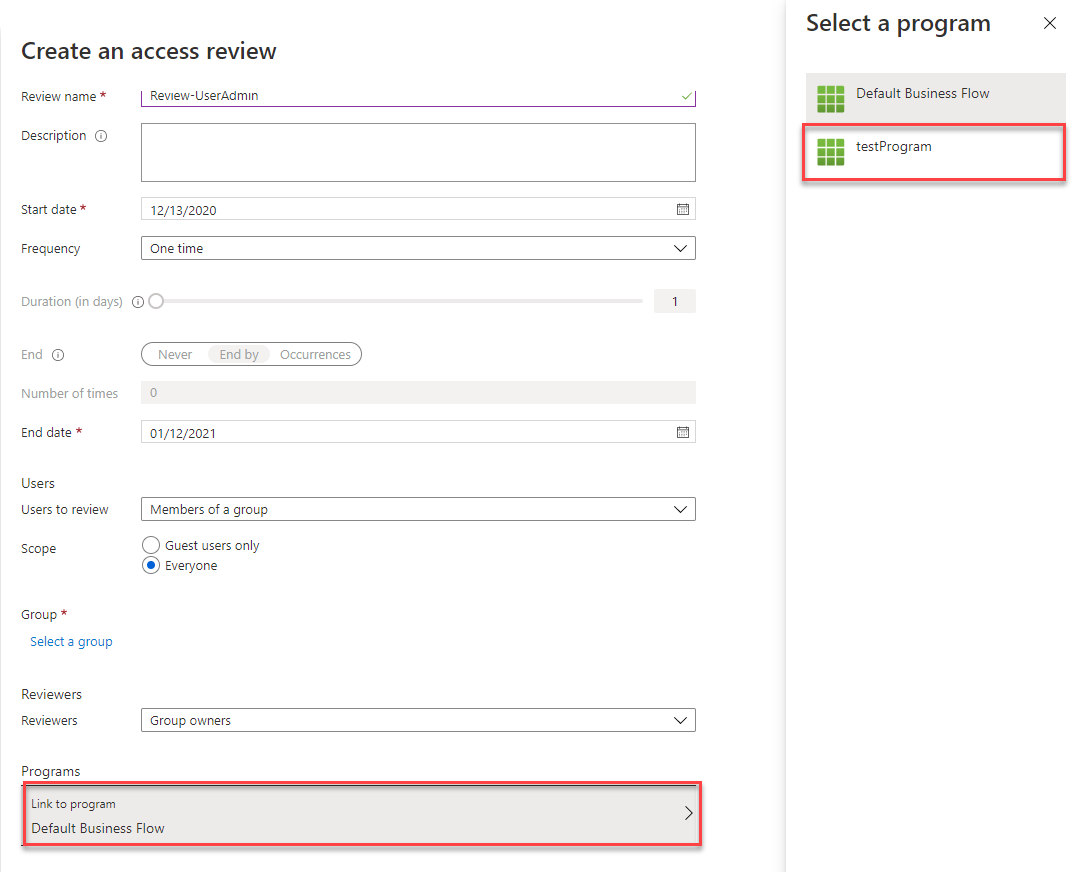 Create an access review
Review name *
Review-UserAdmin
Description
Start date *
12/13/2020
Frequency
One time
Duration (in days)
1
End
Never End by Occurrences
Number of times
0
End date *
01/12/2021
Users
Users to review
Members of a group
Scope
Guest users only
Everyone
Group *
Select a group
Reviewers
Reviewers
Group owners
Programs
Link to program
Default Business Flow
Select a program
Default Business Flow
testProgram